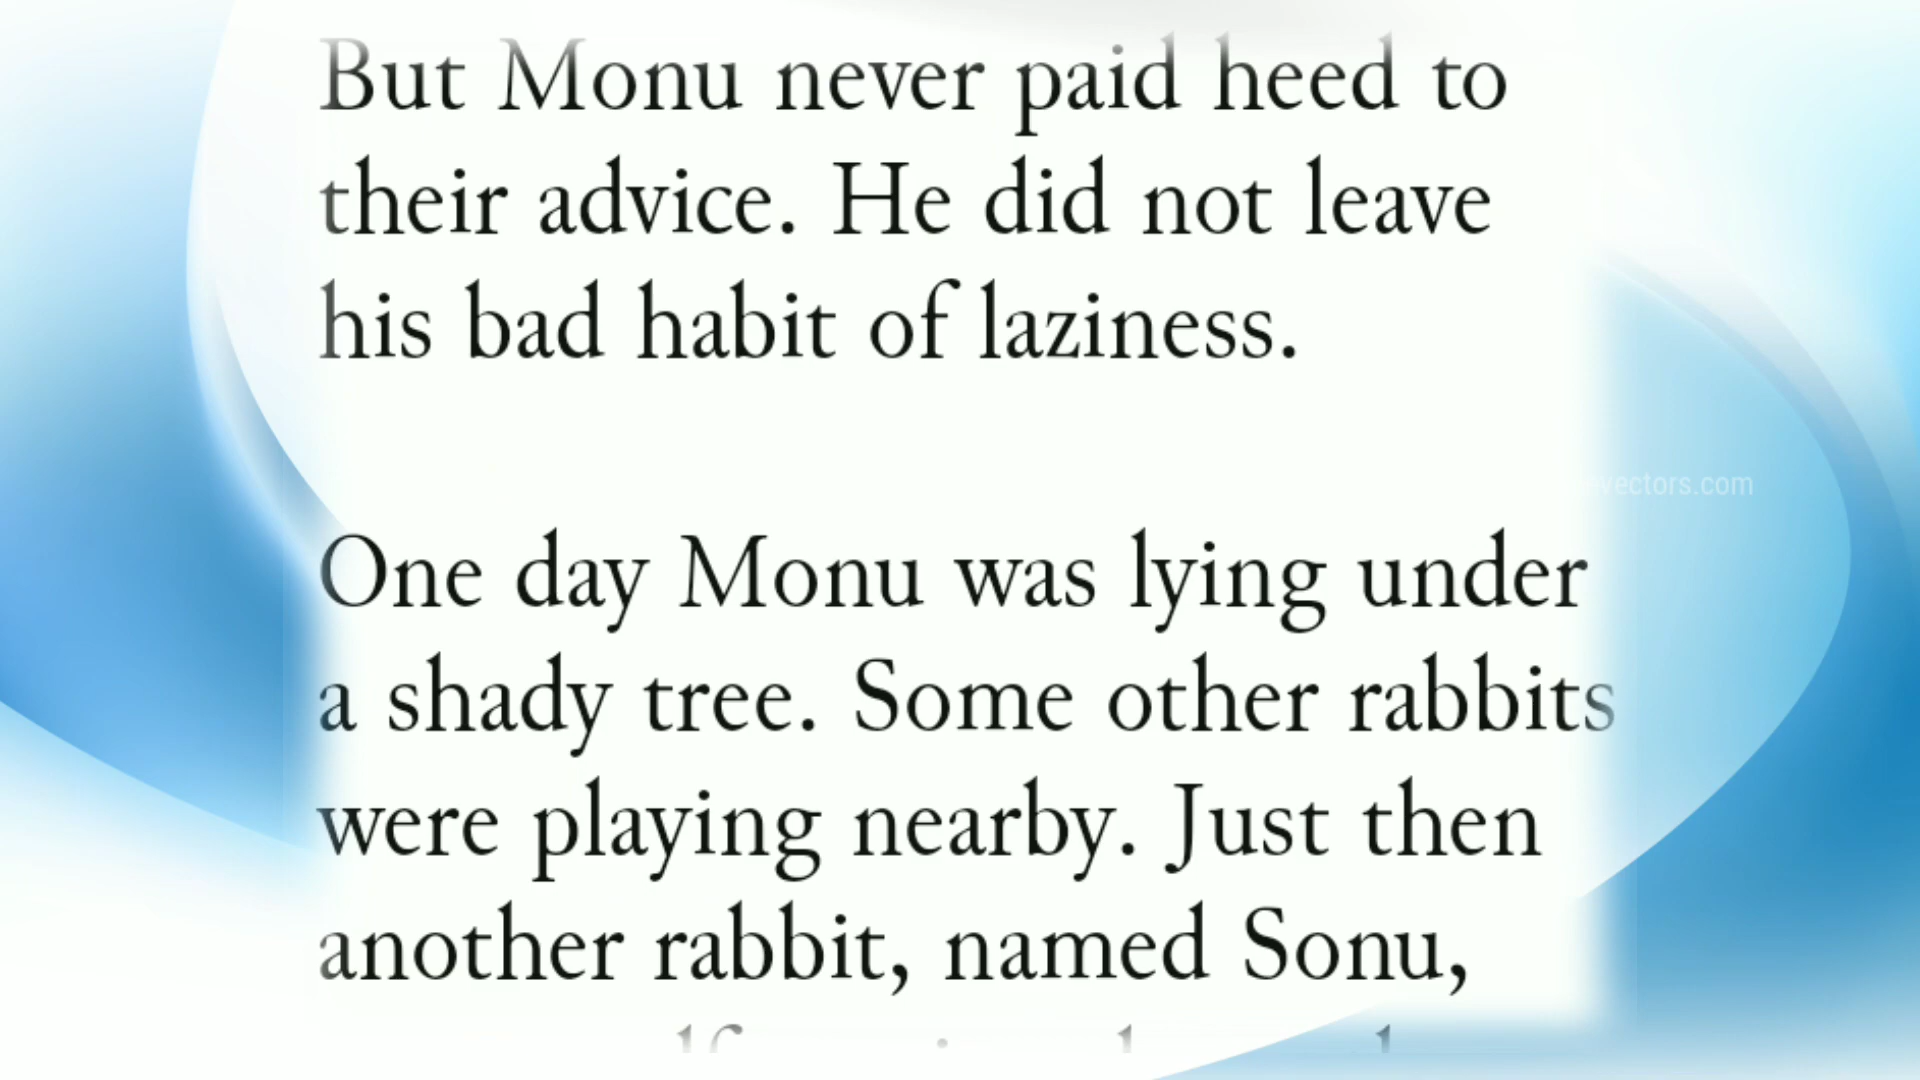 But Monu never paid heed to
their advice. He did not leave
his bad habit of laziness.
One day Monu was lying under
a shady tree. Some other rabbits
were playing nearby. Just then
another rabbit, named Sonu,